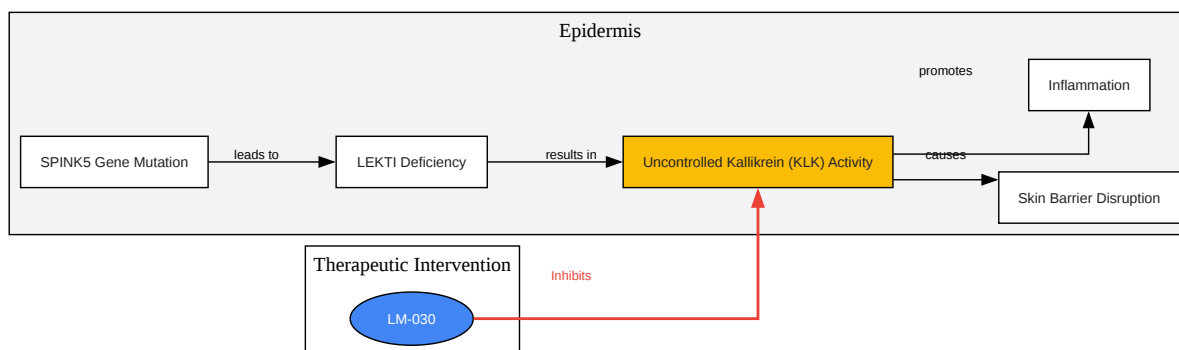 Epidermis
promotes
Inflammation
SPINK5 Gene Mutation
leads to
LEKTI Deficiency
results in
Uncontrolled Kallikrein (KLK) Activity
causes
Skin Barrier Disruption
Therapeutic Intervention
Inhibits
LM-030